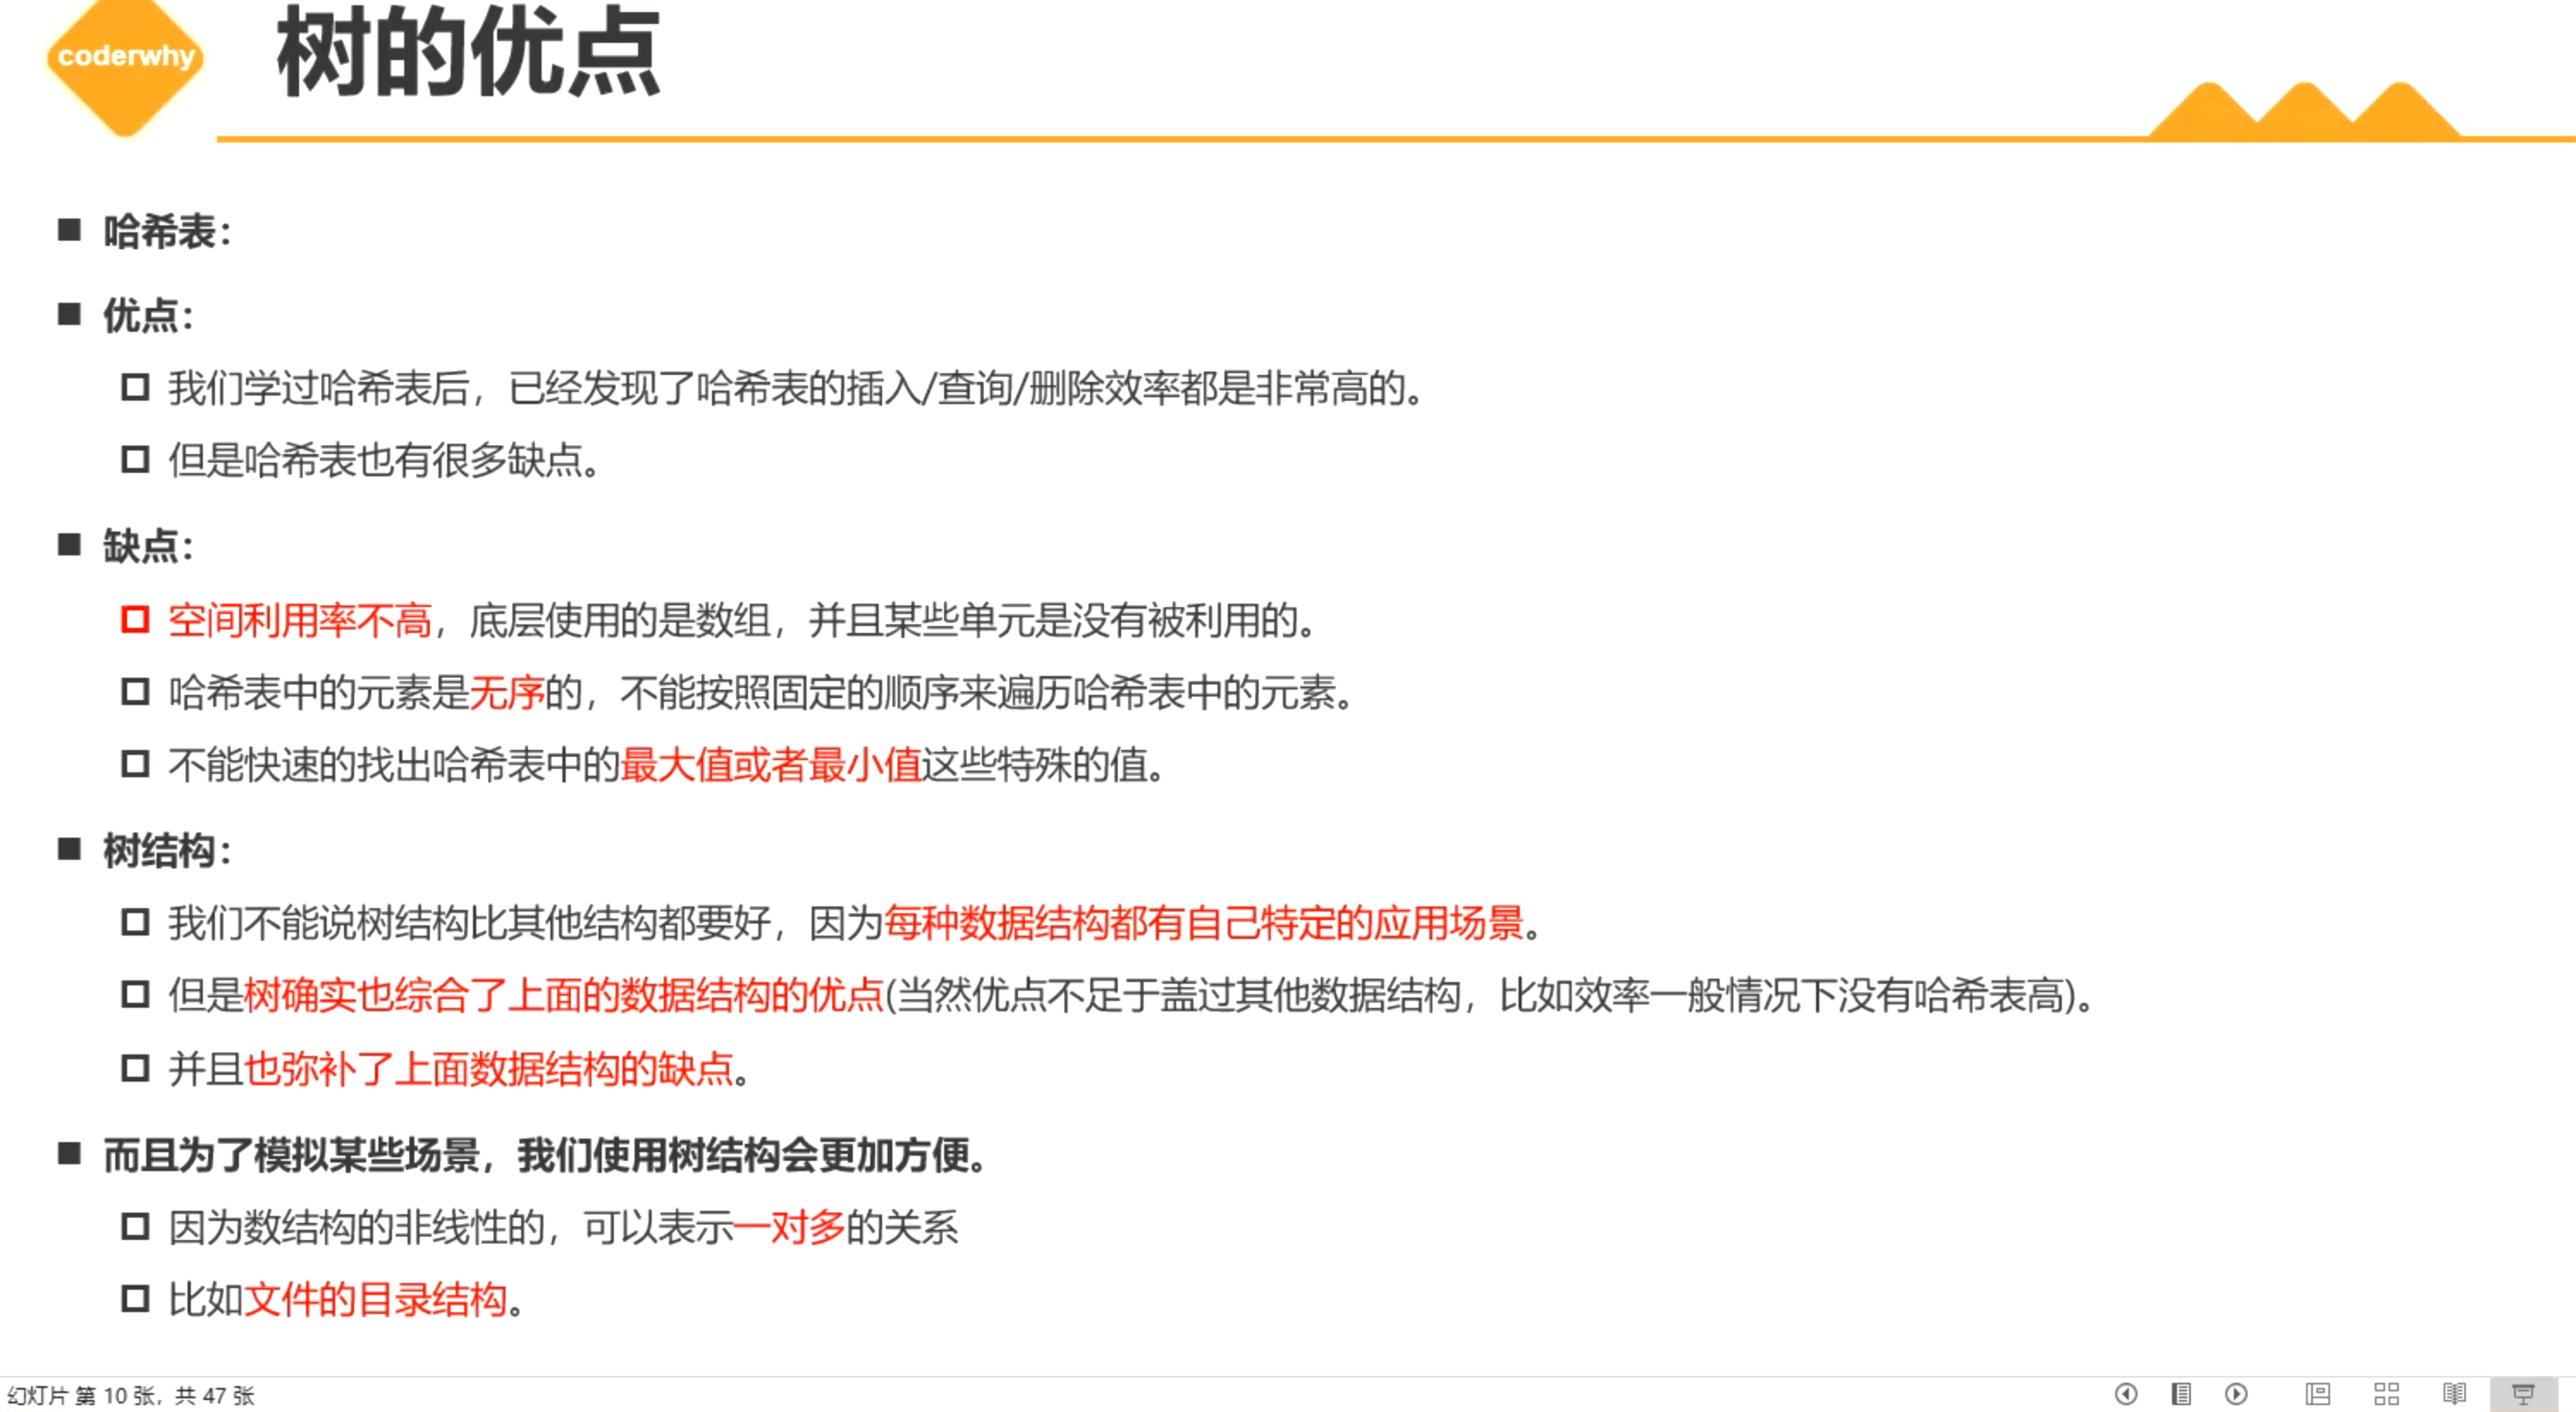 coderwhy
树的优点
哈希表：
优点：
我们学过哈希表后，已经发现了哈希表的插入/查询/删除效率都是非常高的。
但是哈希表也有很多缺点。
缺点：
空间利用率不高，底层使用的是数组，并且某些单元是没有被利用的。
哈希表中的元素是无序的，不能按照固定的顺序来遍历哈希表中的元素。
不能快速的找出哈希表中的最大值或者最小值这些特殊的值。
树结构：
我们不能说树结构比其他结构都要好，因为每种数据结构都有自己特定的应用场景。
但是树确实也综合了上面的数据结构的优点(当然优点不足于盖过其他数据结构，比如效率一般情况下没有哈希表高)。
并且也弥补了上面数据结构的缺点。
而且为了模拟某些场景，我们使用树结构会更加方便。
因为数结构的非线性的，可以表示一对多的关系
比如文件的目录结构。
幻灯片 第 10 张，共 47 张